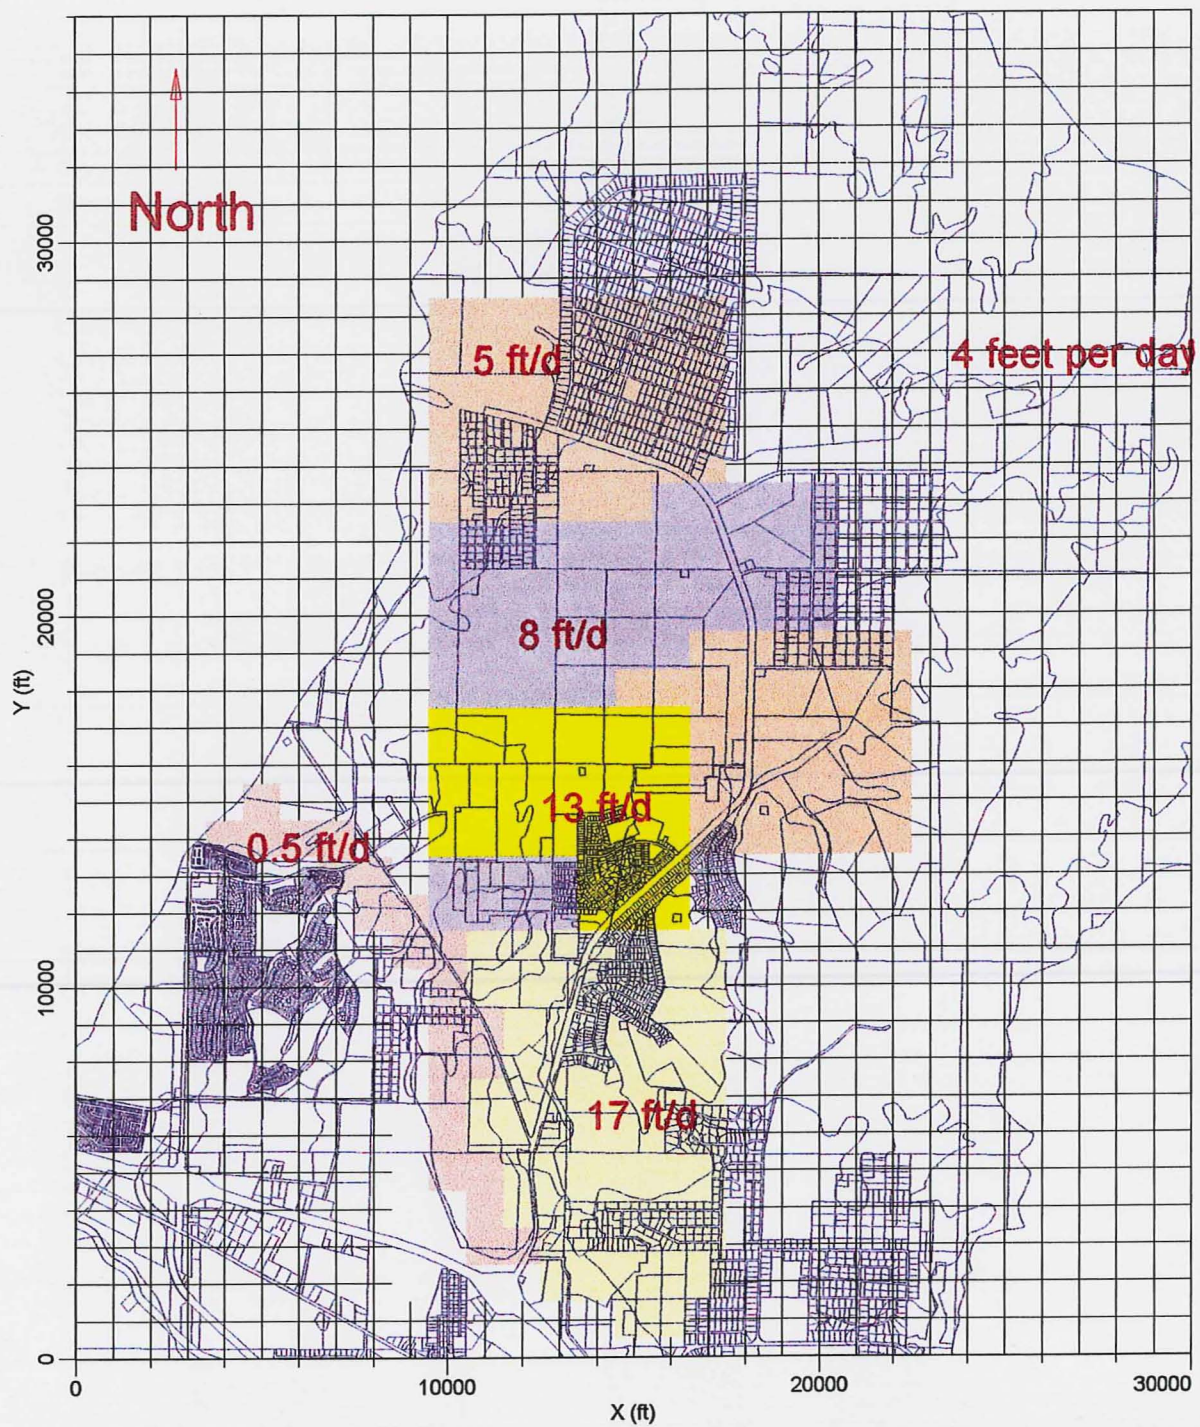 North
30000
5 ft/d
4 feet per day
20000
8 ft/d
Y (ft)
13 ft/d
0.5 ft/d
10000
17 ft/d
0
0
10000
20000
30000
X (ft)